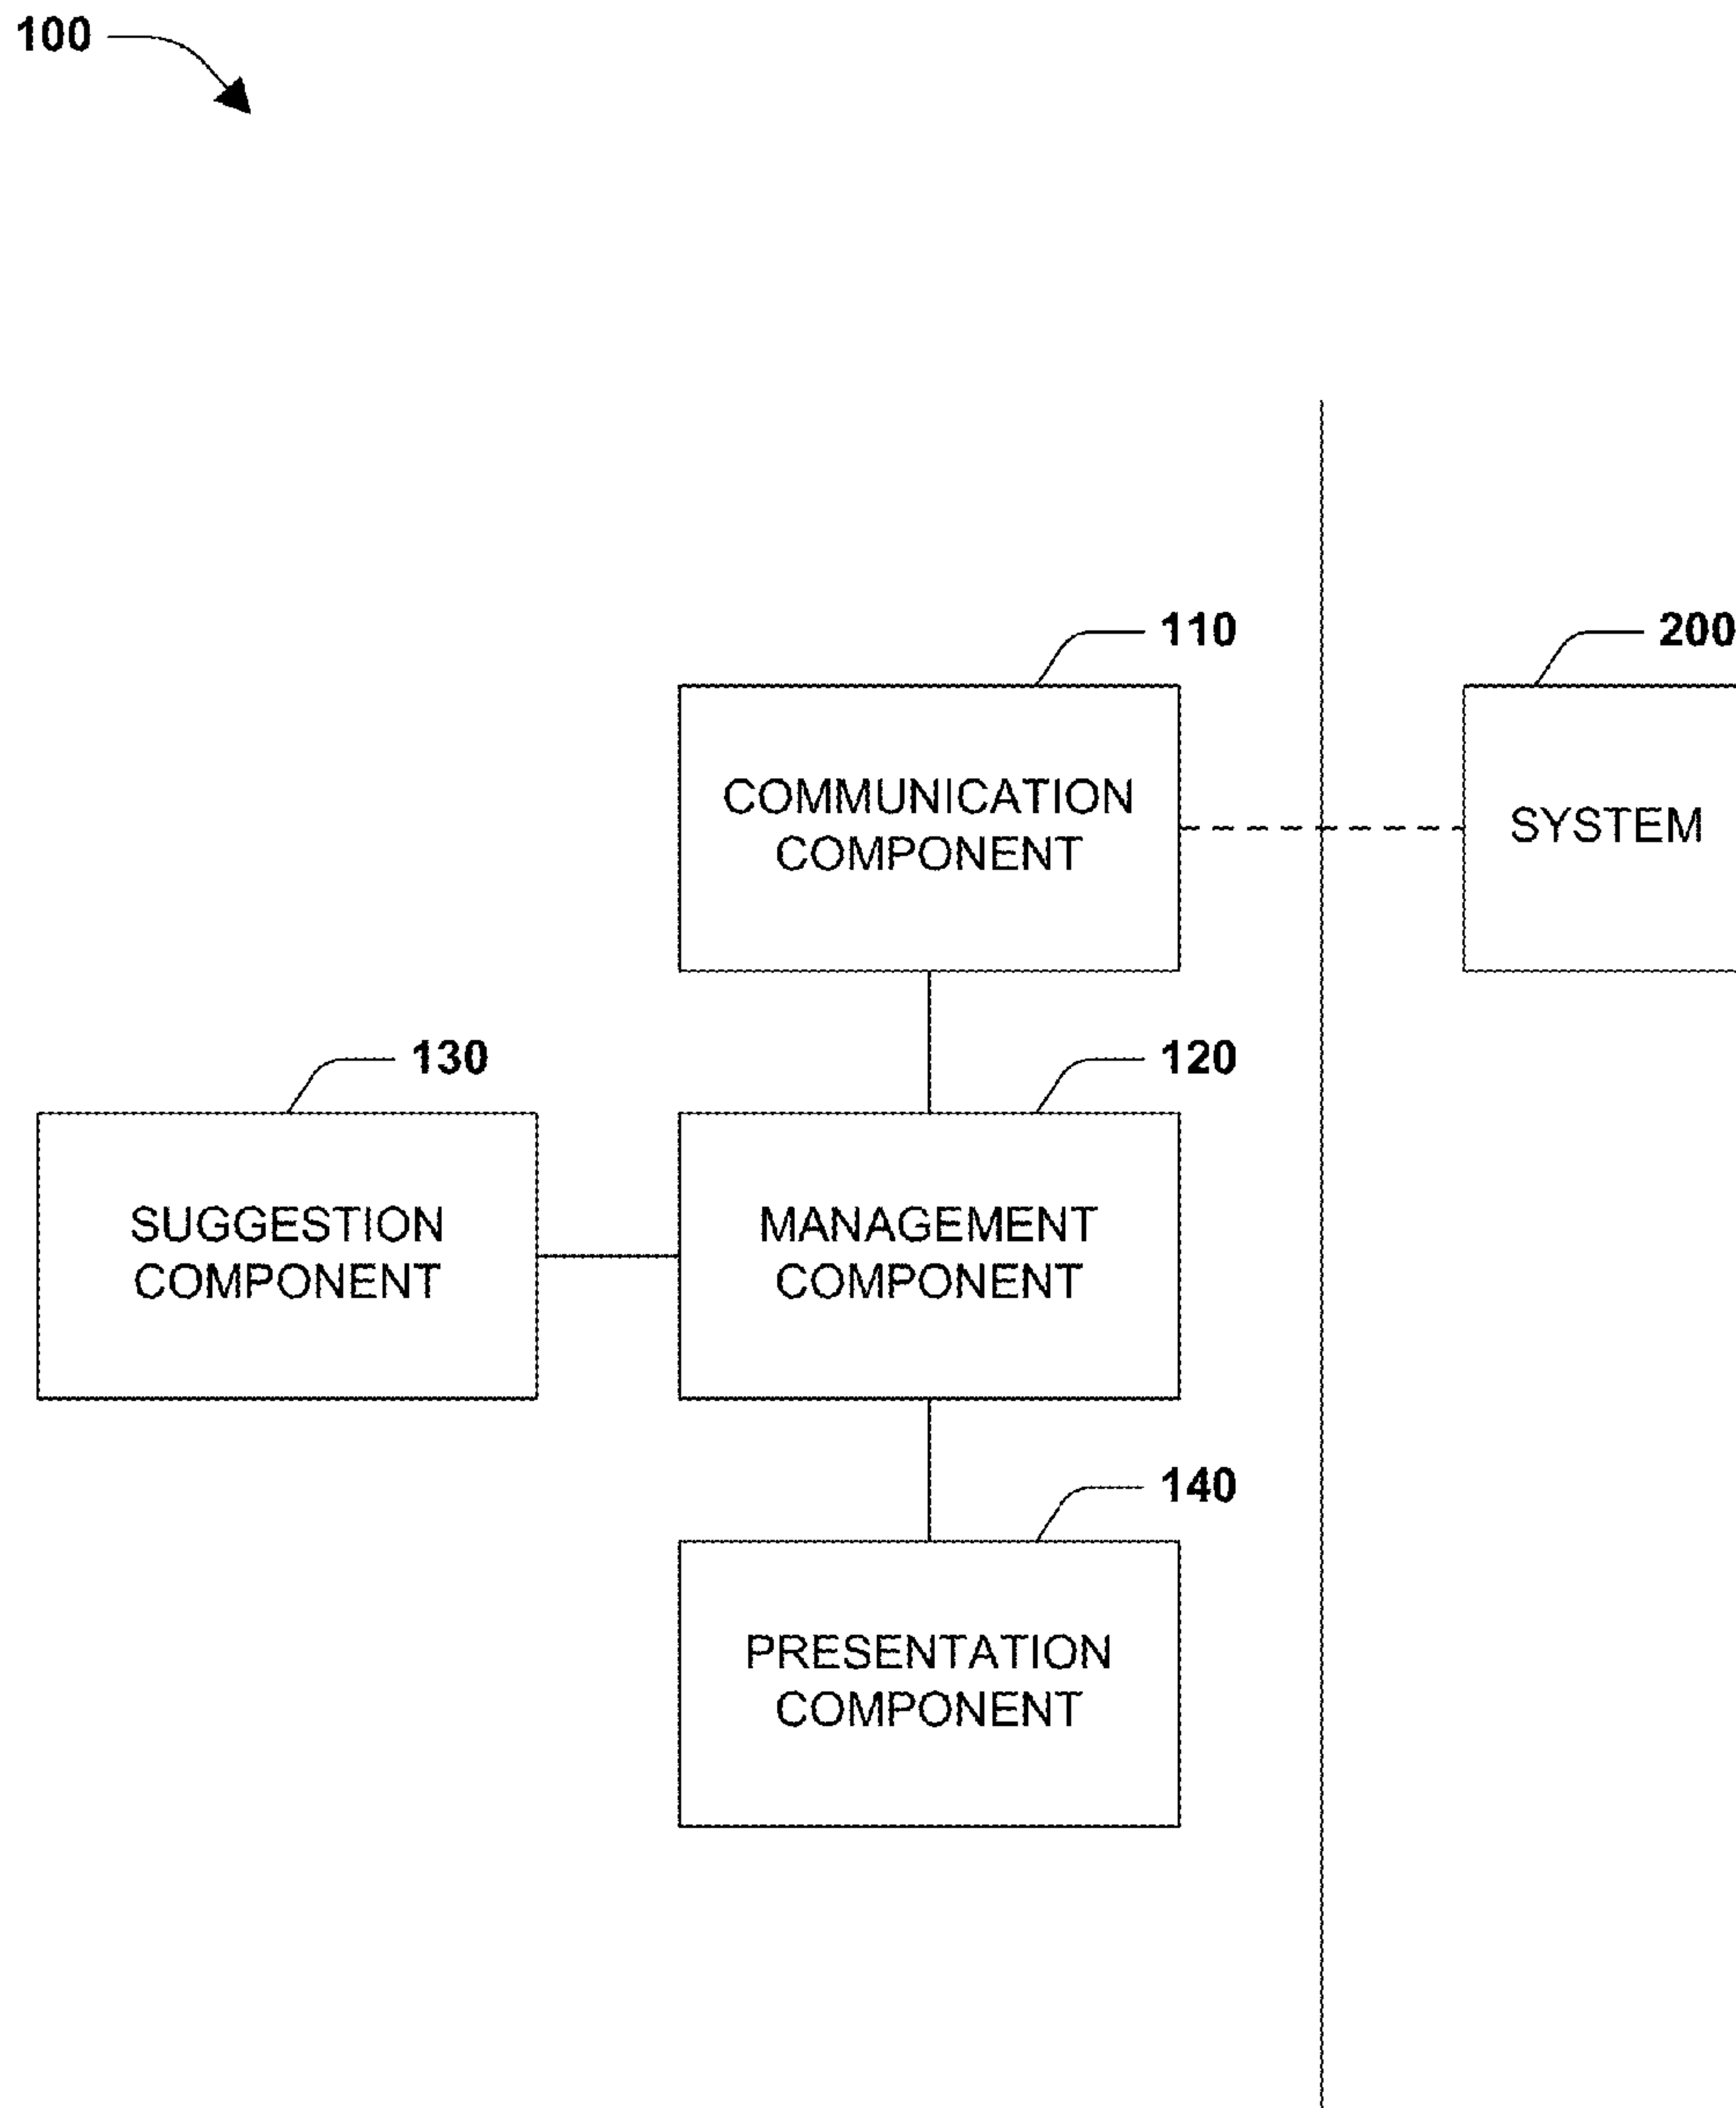 100
110
200
COMMUNICATION
COMPONENT
SYSTEM
130
120
SUGGESTION
COMPONENT
MANAGEMENT
COMPONENT
140
PRESENTATION
COMPONENT